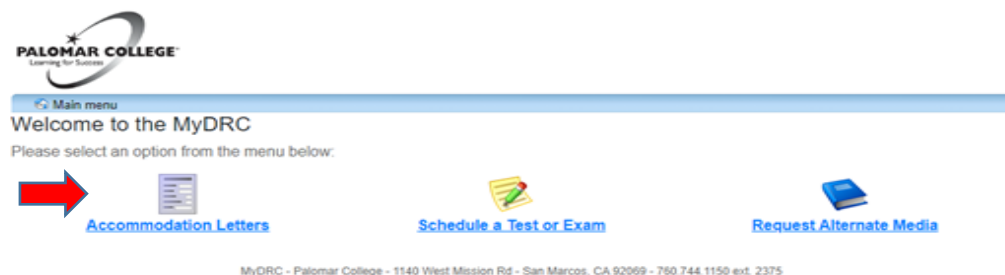 PALOMAR COLLEGE
Learning for Success
Main menu
Welcome to the MyDRC
Please select an option from the menu below:
Accommodation Letters
Schedule a Test or Exam
Request Alternate Media
MyDRC - Palomar College - 1140 West Mission Rd - San Marcos, CA 92069 - 760.744.1150 ext. 2375